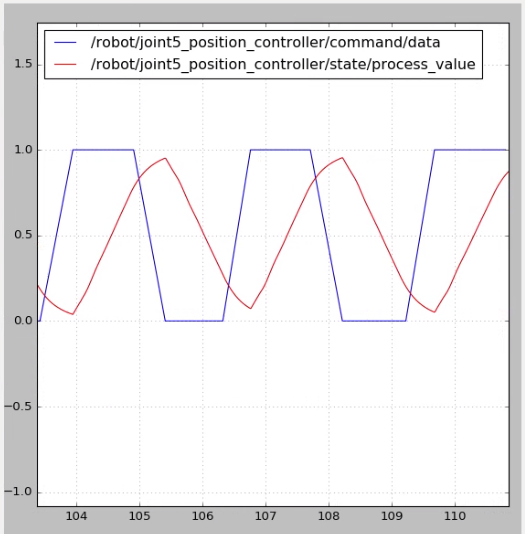 /robot/joint5_position_controller/command/data
/robot/joint5_position_controller/state/process_value
1.5
1.0
0.5
0.0
−0.5
−1.0
104 105 106 107 108 109 110